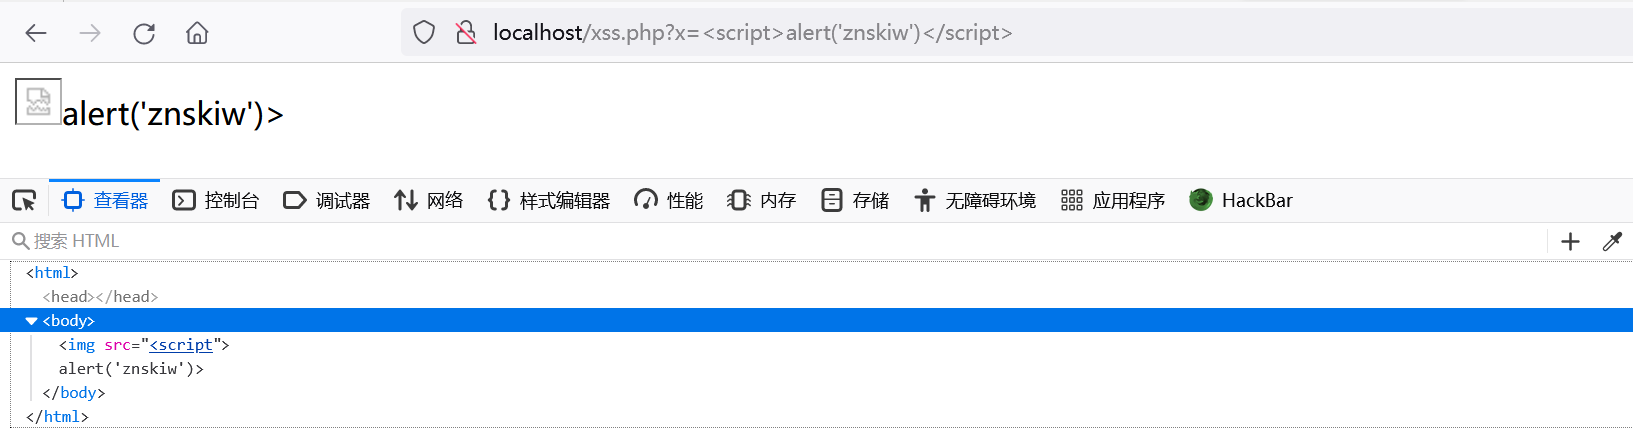 localhost/xss.php?x=<script>alert('znskiw')</script>
alert('znskiw')>
查看器 控制台 调试器 网络 样式编辑器 性能 内存 存储 无障碍环境 应用程序 HackBar
搜索 HTML
<html>
<head></head>
<body>
<img src="<script">
alert('znskiw')>
</body>
</html>